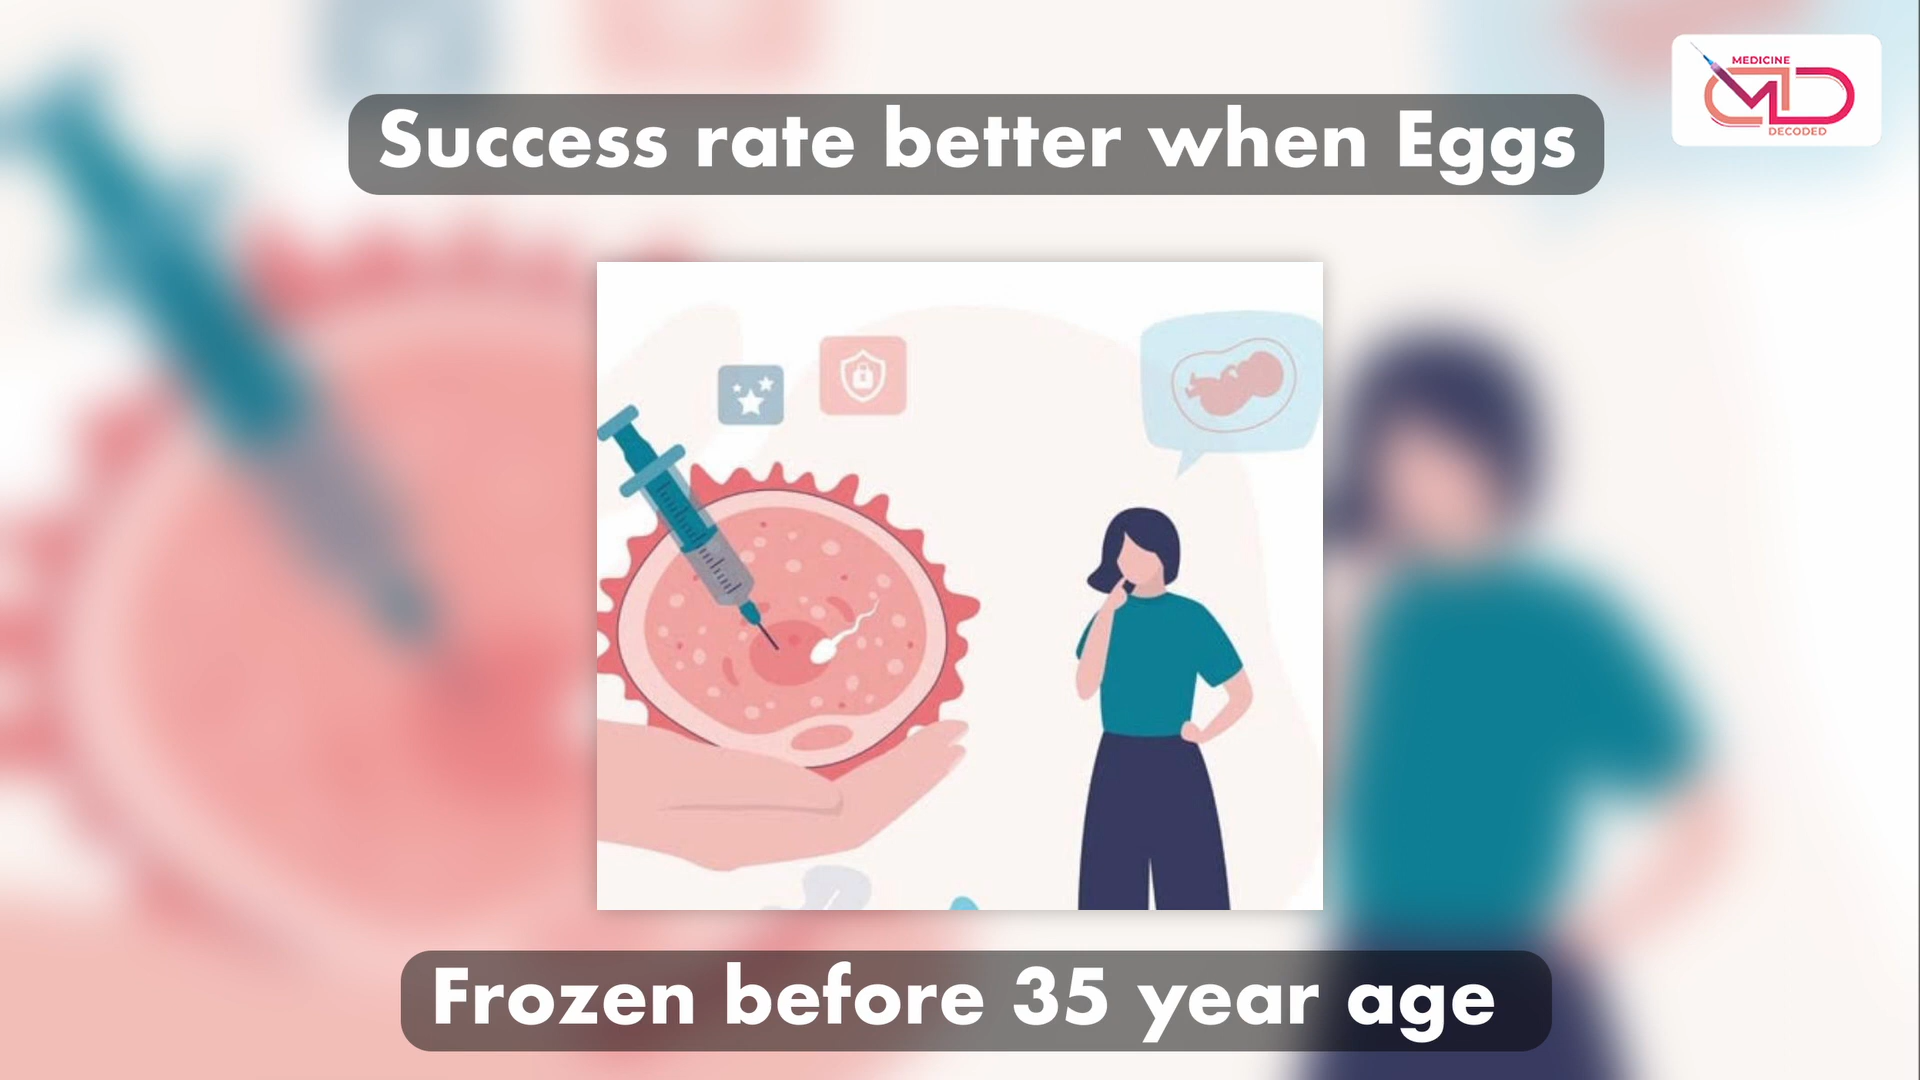 MEDICINE
DECODED
Success rate better when Eggs
Frozen before 35 year age